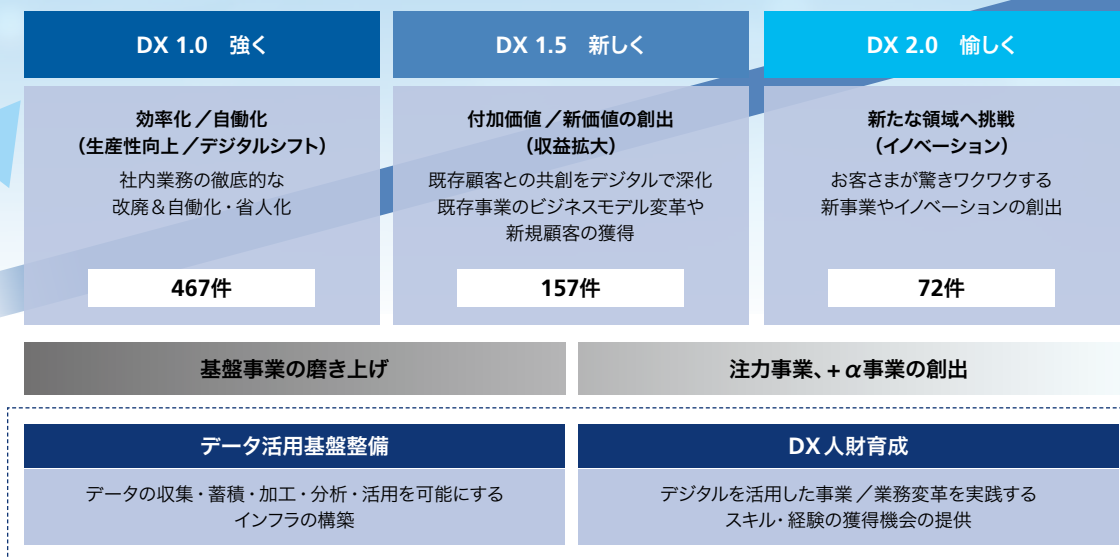 DX 1.0　強く
DX 1.5　新しく
DX 2.0　愉しく
効率化／自働化
（生産性向上／デジタルシフト）
社内業務の徹底的な
改廃＆自働化・省人化
467件
付加価値／新価値の創出
（収益拡大）
既存顧客との共創をデジタルで深化
既存事業のビジネスモデル変革や
新規顧客の獲得
157件
新たな領域へ挑戦
（イノベーション）
お客さまが驚きワクワクする
新事業やイノベーションの創出
72件
基盤事業の磨き上げ
注力事業、+α事業の創出
データ活用基盤整備
データの収集・蓄積・加工・分析・活用を可能にする
インフラの構築
DX人財育成
デジタルを活用した事業／業務変革を実践する
スキル・経験の獲得機会の提供